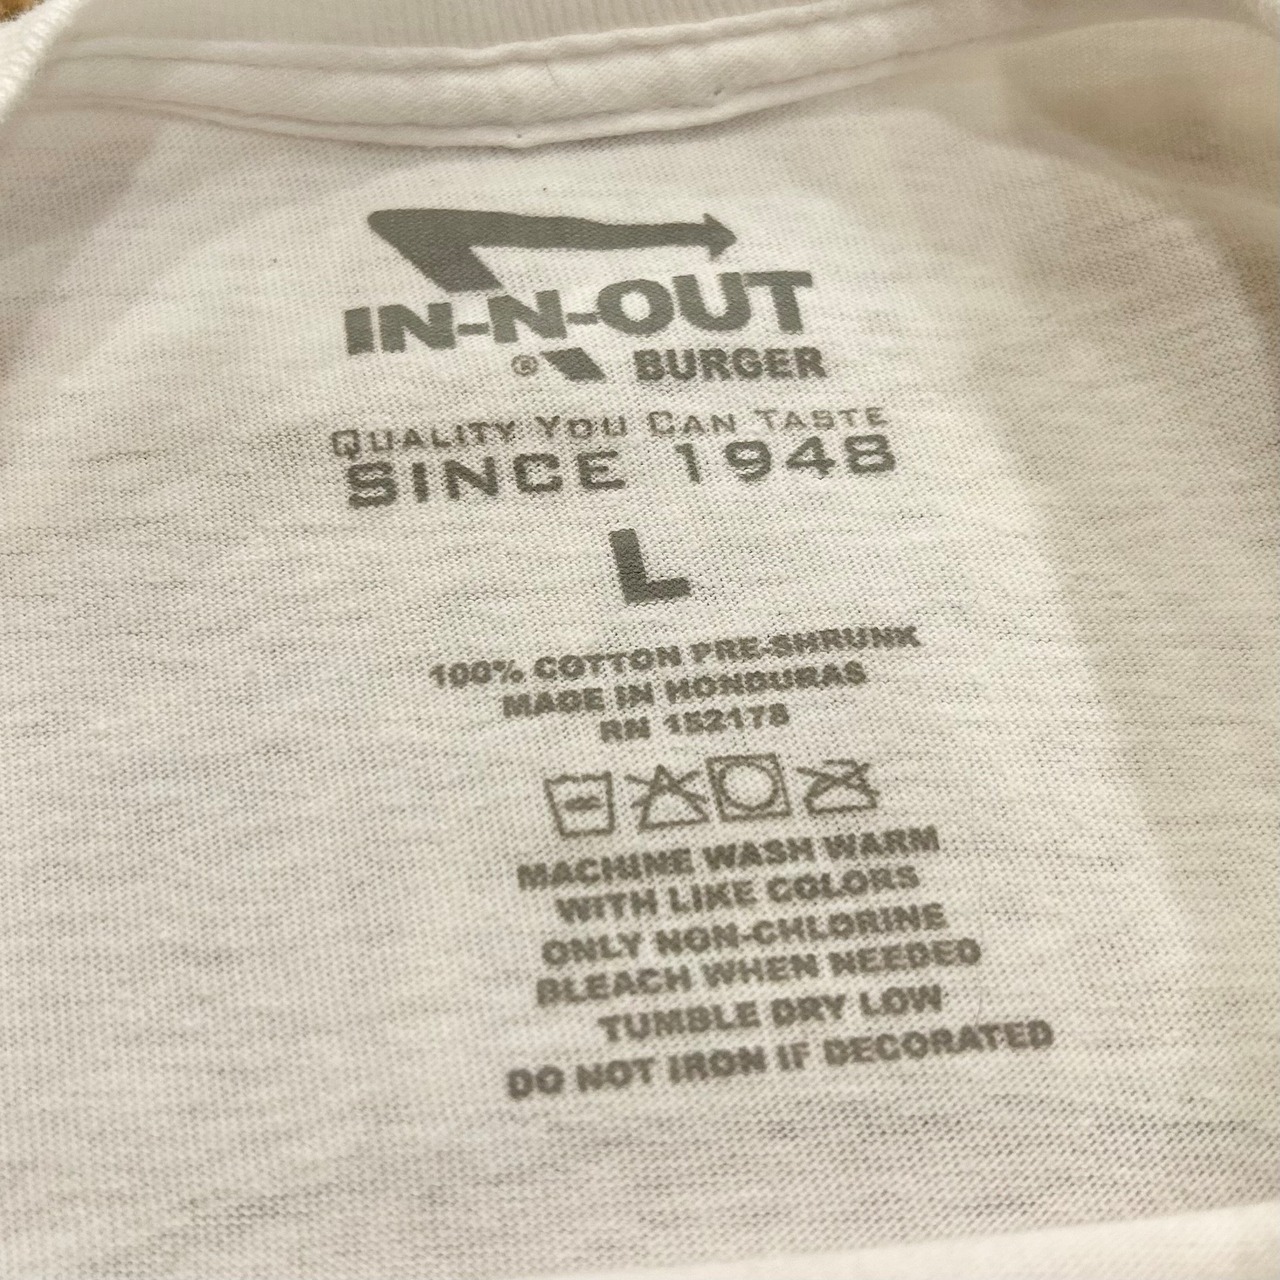 IN-N-OUT
® BURGER
QUALITY YOU CAN TASTE
SINCE 1948
L
100% COTTON PRE-SHRUNK
MADE IN HONDURAS
RN 152178
MACHINE WASH WARM
WITH LIKE COLORS
ONLY NON-CHLORINE
BLEACH WHEN NEEDED
TUMBLE DRY LOW
DO NOT IRON IF DECORATED